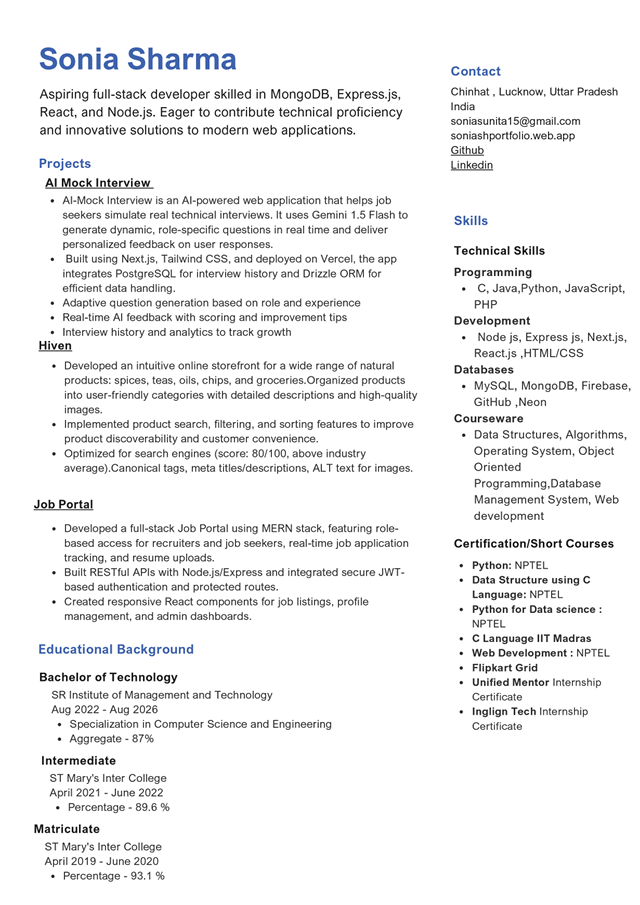 Sonia Sharma
Aspiring full-stack developer skilled in MongoDB, Express.js,
React, and Node.js. Eager to contribute technical proficiency
and innovative solutions to modern web applications.
Projects
AI Mock Interview
• AI-Mock Interview is an AI-powered web application that helps job
seekers simulate real technical interviews. It uses Gemini 1.5 Flash to
generate dynamic, role-specific questions in real time and deliver
personalized feedback on user responses.
• Built using Next.js, Tailwind CSS, and deployed on Vercel, the app
integrates PostgreSQL for interview history and Drizzle ORM for
efficient data handling.
• Adaptive question generation based on role and experience
• Real-time AI feedback with scoring and improvement tips
• Interview history and analytics to track growth
Hiven
• Developed an intuitive online storefront for a wide range of natural
products: spices, teas, oils, chips, and groceries.Organized products
into user-friendly categories with detailed descriptions and high-quality
images.
• Implemented product search, filtering, and sorting features to improve
product discoverability and customer convenience.
• Optimized for search engines (score: 80/100, above industry
average).Canonical tags, meta titles/descriptions, ALT text for images.
Job Portal
• Developed a full-stack Job Portal using MERN stack, featuring role-
based access for recruiters and job seekers, real-time job application
tracking, and resume uploads.
• Built RESTful APIs with Node.js/Express and integrated secure JWT-
based authentication and protected routes.
• Created responsive React components for job listings, profile
management, and admin dashboards.
Educational Background
Bachelor of Technology
SR Institute of Management and Technology
Aug 2022 - Aug 2026
• Specialization in Computer Science and Engineering
• Aggregate - 87%
Intermediate
ST Mary's Inter College
April 2021 - June 2022
• Percentage - 89.6 %
Matriculate
ST Mary's Inter College
April 2019 - June 2020
• Percentage - 93.1 %
Contact
Chinhat , Lucknow, Uttar Pradesh
India
soniasunita15@gmail.com
soniashportfolio.web.app
Github
Linkedin
Skills
Technical Skills
Programming
• C, Java,Python, JavaScript,
PHP
Development
• Node js, Express js, Next.js,
React.js ,HTML/CSS
Databases
• MySQL, MongoDB, Firebase,
GitHub ,Neon
Courseware
• Data Structures, Algorithms,
Operating System, Object
Oriented
Programming,Database
Management System, Web
development
Certification/Short Courses
• Python: NPTEL
• Data Structure using C
Language: NPTEL
• Python for Data science :
NPTEL
• C Language IIT Madras
• Web Development : NPTEL
• Flipkart Grid
• Unified Mentor Internship
Certificate
• Inglign Tech Internship
Certificate